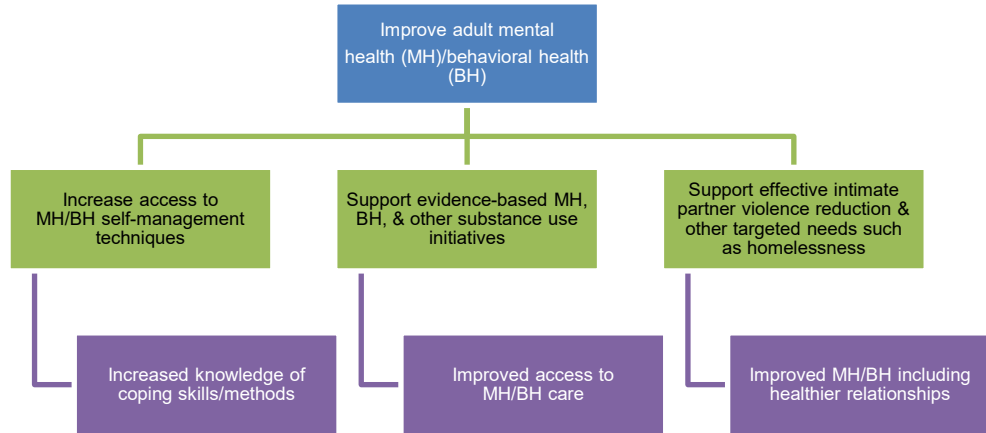 Improve adult mental
health (MH)/behavioral health
(BH)
Increase access to
MH/BH self-management
techniques
Support evidence-based MH,
BH, & other substance use
initiatives
Support effective intimate
partner violence reduction &
other targeted needs such
as homelessness
Increased knowledge of
coping skills/methods
Improved access to
MH/BH care
Improved MH/BH including
healthier relationships